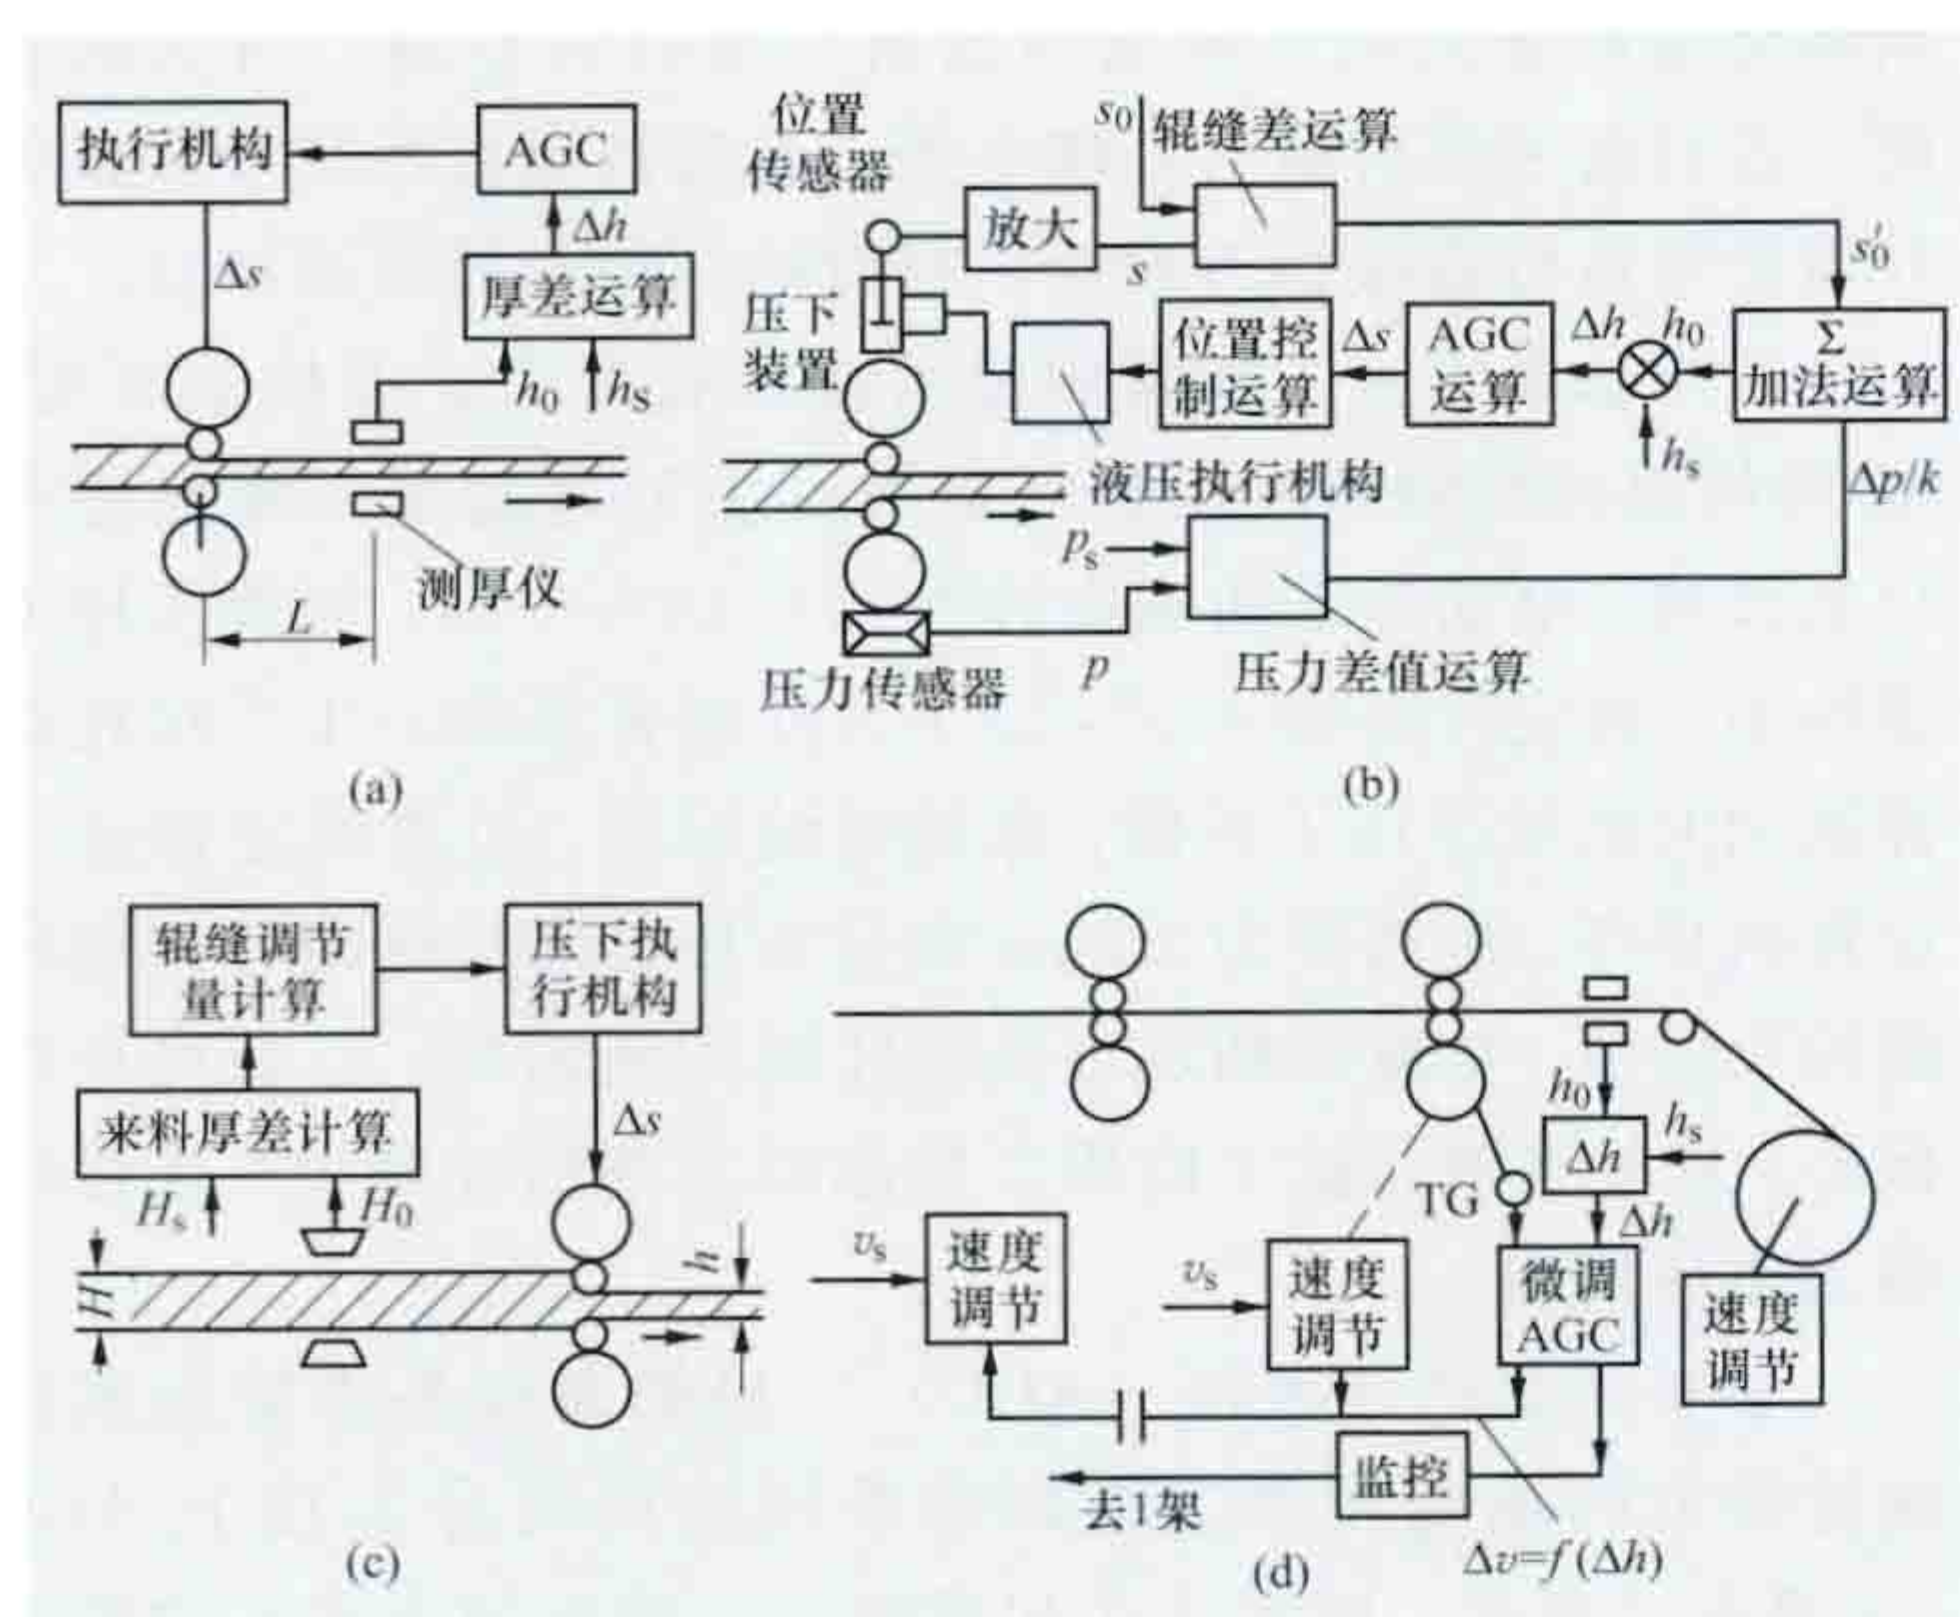 执行机构
AGC
Δh
Δs
厚差运算
h₀
hₛ
测厚仪
L
(a)
位置
传感器
s₀
辊缝差运算
放大
s
s₀′
压下
装置
位置控
制运算
Δs
AGC
运算
Δh
h₀
Σ
加法运算
hₛ
液压执行机构
Δp/k
pₛ
压力传感器
p
压力差值运算
(b)
辊缝调节
量计算
压下执
行机构
来料厚差计算
Δs
Hₛ
H₀
H
h
(c)
h₀
Δh
hₛ
TG
Δh
vₛ
速度
调节
vₛ
速度
调节
微调
AGC
速度
调节
监控
去1架
Δv=f(Δh)
(d)